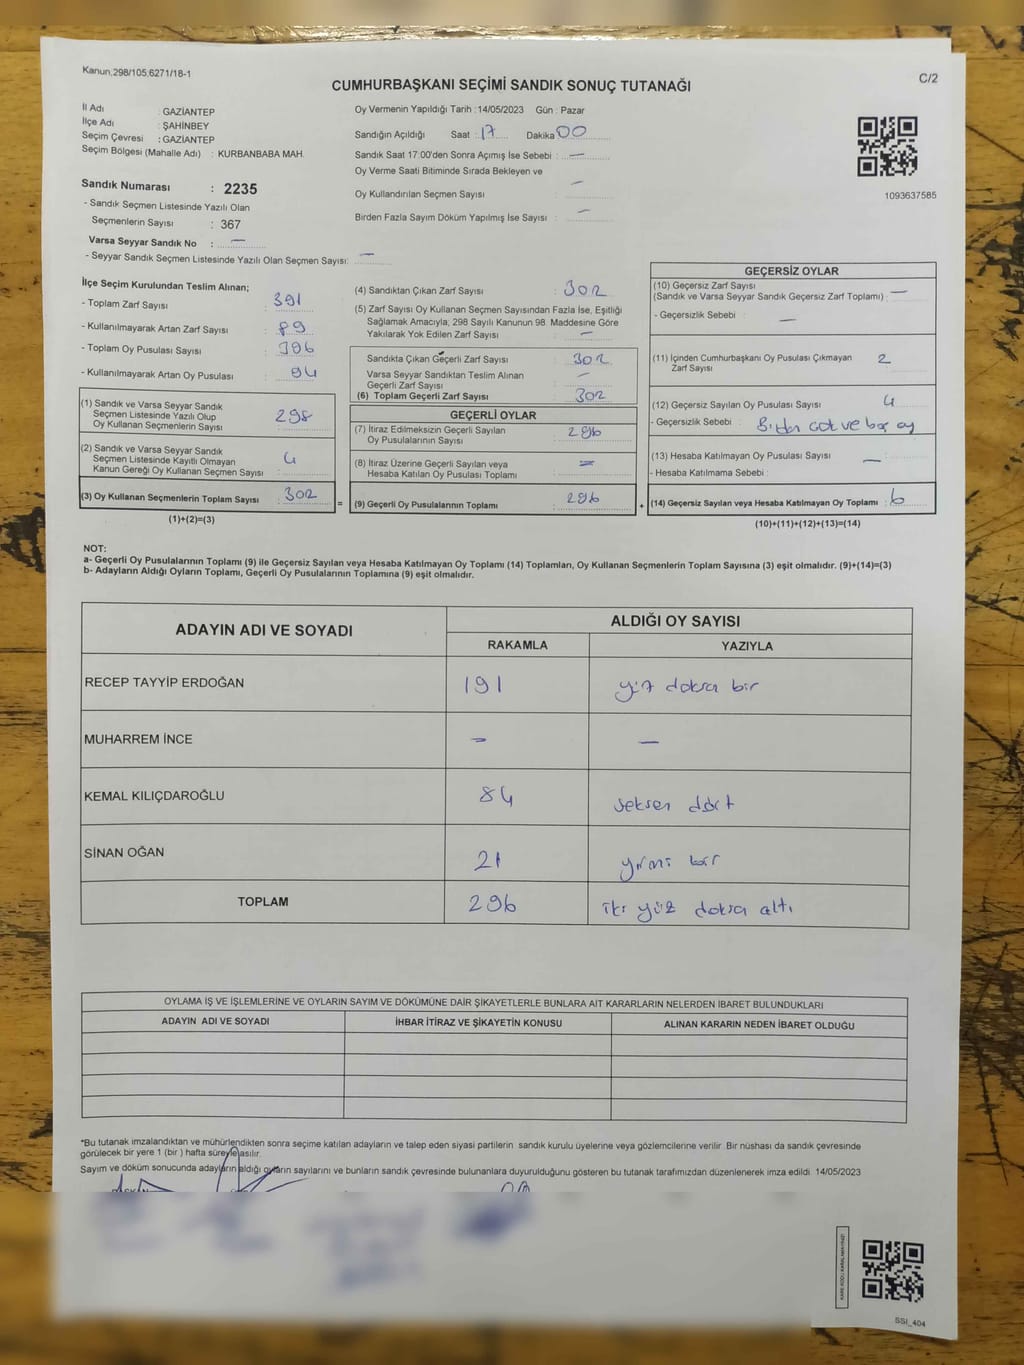 Kanun;298/105,6271/18-1
C/2
CUMHURBAŞKANI SEÇİMİ SANDIK SONUÇ TUTANAĞI
İl Adı : GAZİANTEP
İlçe Adı : ŞAHİNBEY
Seçim Çevresi : GAZİANTEP
Seçim Bölgesi (Mahalle Adı) : KURBANBABA MAH.
Sandık Numarası : 2235
- Sandık Seçmen Listesinde Yazılı Olan
Seçmenlerin Sayısı : 367
Varsa Seyyar Sandık No : —
- Seyyar Sandık Seçmen Listesinde Yazılı Olan Seçmen Sayısı: —
Oy Vermenin Yapıldığı Tarih :14/05/2023 Gün : Pazar
Sandığın Açıldığı Saat : 17 Dakika 00
Sandık Saat 17:00'den Sonra Açımış İse Sebebi : —
Oy Verme Saati Bitiminde Sırada Bekleyen ve
Oy Kullandırılan Seçmen Sayısı : —
Birden Fazla Sayım Döküm Yapılmış İse Sayısı : —
1093637585
İlçe Seçim Kurulundan Teslim Alınan;
- Toplam Zarf Sayısı : 391
- Kullanılmayarak Artan Zarf Sayısı : 89
- Toplam Oy Pusulası Sayısı : 396
- Kullanılmayarak Artan Oy Pusulası : 94
(1) Sandık ve Varsa Seyyar Sandık
Seçmen Listesinde Yazılı Olup
Oy Kullanan Seçmenlerin Sayısı : 298
(2) Sandık ve Varsa Seyyar Sandık
Seçmen Listesinde Kayıtlı Olmayan
Kanun Gereği Oy Kullanan Seçmen Sayısı : 4
(3) Oy Kullanan Seçmenlerin Toplam Sayısı : 302
(1)+(2)=(3)
=
(4) Sandıktan Çıkan Zarf Sayısı : 302
(5) Zarf Sayısı Oy Kullanan Seçmen Sayısından Fazla İse, Eşitliği
Sağlamak Amacıyla, 298 Sayılı Kanunun 98. Maddesine Göre
Yakılarak Yok Edilen Zarf Sayısı : —
Sandıkta Çıkan Geçerli Zarf Sayısı : 302
Varsa Seyyar Sandıktan Teslim Alınan
Geçerli Zarf Sayısı : —
(6) Toplam Geçerli Zarf Sayısı : 302
GEÇERLİ OYLAR
(7) İtiraz Edilmeksizin Geçerli Sayılan
Oy Pusulalarının Sayısı : 296
(8) İtiraz Üzerine Geçerli Sayılan veya
Hesaba Katılan Oy Pusulası Toplamı : =
(9) Geçerli Oy Pusulalarının Toplamı : 296
+
GEÇERSİZ OYLAR
(10) Geçersiz Zarf Sayısı
(Sandık ve Varsa Seyyar Sandık Geçersiz Zarf Toplamı) : —
- Geçersizlik Sebebi : —
(11) İçinden Cumhurbaşkanı Oy Pusulası Çıkmayan
Zarf Sayısı : 2
(12) Geçersiz Sayılan Oy Pusulası Sayısı : 4
- Geçersizlik Sebebi : Birden çok ve boş oy
(13) Hesaba Katılmayan Oy Pusulası Sayısı : —
- Hesaba Katılmama Sebebi :
(14) Geçersiz Sayılan veya Hesaba Katılmayan Oy Toplamı : 6
(10)+(11)+(12)+(13)=(14)
NOT:
a- Geçerli Oy Pusulalarının Toplamı (9) ile Geçersiz Sayılan veya Hesaba Katılmayan Oy Toplamı (14) Toplamları, Oy Kullanan Seçmenlerin Toplam Sayısına (3) eşit olmalıdır. (9)+(14)=(3)
b- Adayların Aldığı Oyların Toplamı, Geçerli Oy Pusulalarının Toplamına (9) eşit olmalıdır.
ADAYIN ADI VE SOYADI
ALDIĞI OY SAYISI
RAKAMLA YAZIYLA
RECEP TAYYİP ERDOĞAN 191 yüz doksa bir
MUHARREM İNCE — —
KEMAL KILIÇDAROĞLU 84 seksen dört
SİNAN OĞAN 21 yirmi bir
TOPLAM 296 iki yüz doksa altı
OYLAMA İŞ VE İŞLEMLERİNE VE OYLARIN SAYIM VE DÖKÜMÜNE DAİR ŞİKAYETLERLE BUNLARA AİT KARARLARIN NELERDEN İBARET BULUNDUKLARI
ADAYIN ADI VE SOYADI İHBAR İTİRAZ VE ŞİKAYETİN KONUSU ALINAN KARARIN NEDEN İBARET OLDUĞU
*Bu tutanak imzalandıktan ve mühürlendikten sonra seçime katılan adayların ve talep eden siyasi partilerin sandık kurulu üyelerine veya gözlemcilerine verilir. Bir nüshası da sandık çevresinde
görülecek bir yere 1 (bir ) hafta süreyle asılır.
Sayım ve döküm sonucunda adayların aldığı oyların sayılarını ve bunların sandık çevresinde bulunanlara duyurulduğunu gösteren bu tutanak tarafımızdan düzenlenerek imza edildi 14/05/2023
SSI_404